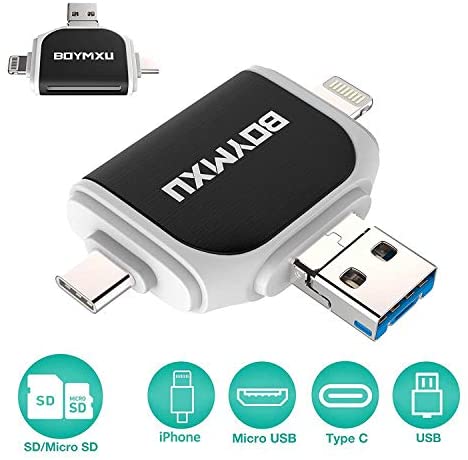 BOYMXU
BOYMXU
SD
MICRO
SD
SD/Micro SD
iPhone
Micro USB
Type C
USB